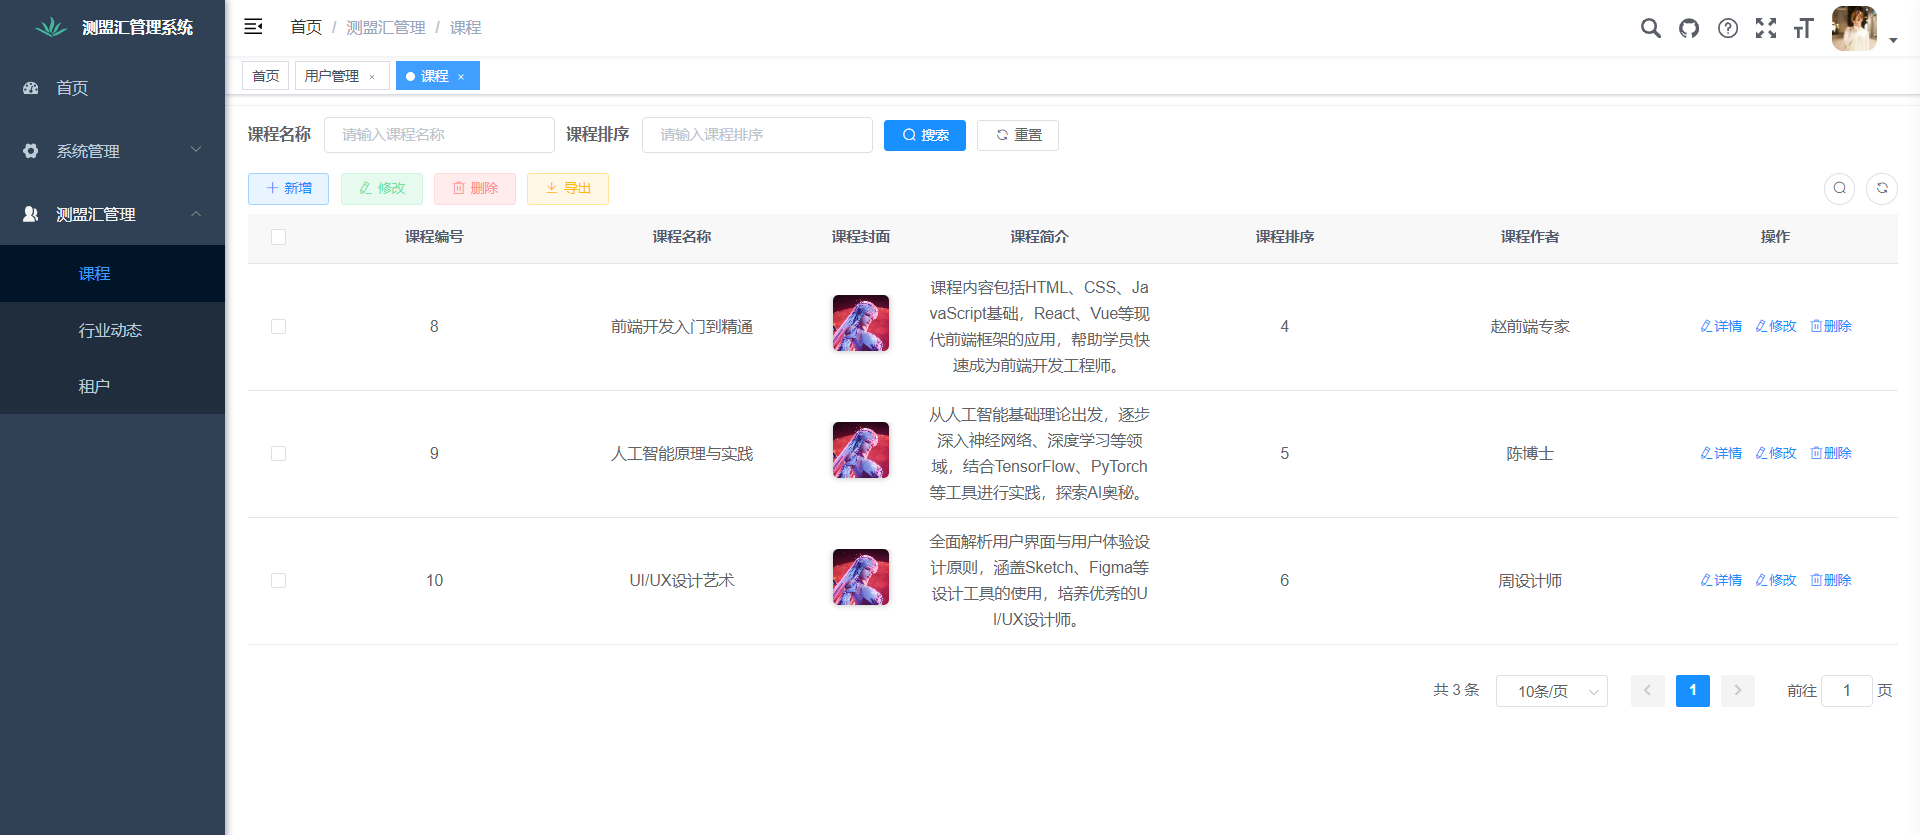 测盟汇管理系统
首页
系统管理
测盟汇管理
课程
行业动态
租户
首页 / 测盟汇管理 / 课程
首页 用户管理 × 课程 ×
课程名称 请输入课程名称 课程排序 请输入课程排序 搜索 重置
新增 修改 删除 导出
课程编号 课程名称 课程封面 课程简介 课程排序 课程作者 操作
8 前端开发入门到精通
课程内容包括HTML、CSS、Ja
vaScript基础，React、Vue等现
代前端框架的应用，帮助学员快
速成为前端开发工程师。
4 赵前端专家 详情 修改 删除
9 人工智能原理与实践
从人工智能基础理论出发，逐步
深入神经网络、深度学习等领
域，结合TensorFlow、PyTorch
等工具进行实践，探索AI奥秘。
5 陈博士 详情 修改 删除
10 UI/UX设计艺术
全面解析用户界面与用户体验设
计原则，涵盖Sketch、Figma等
设计工具的使用，培养优秀的U
I/UX设计师。
6 周设计师 详情 修改 删除
共 3 条 10条/页 1 前往 1 页